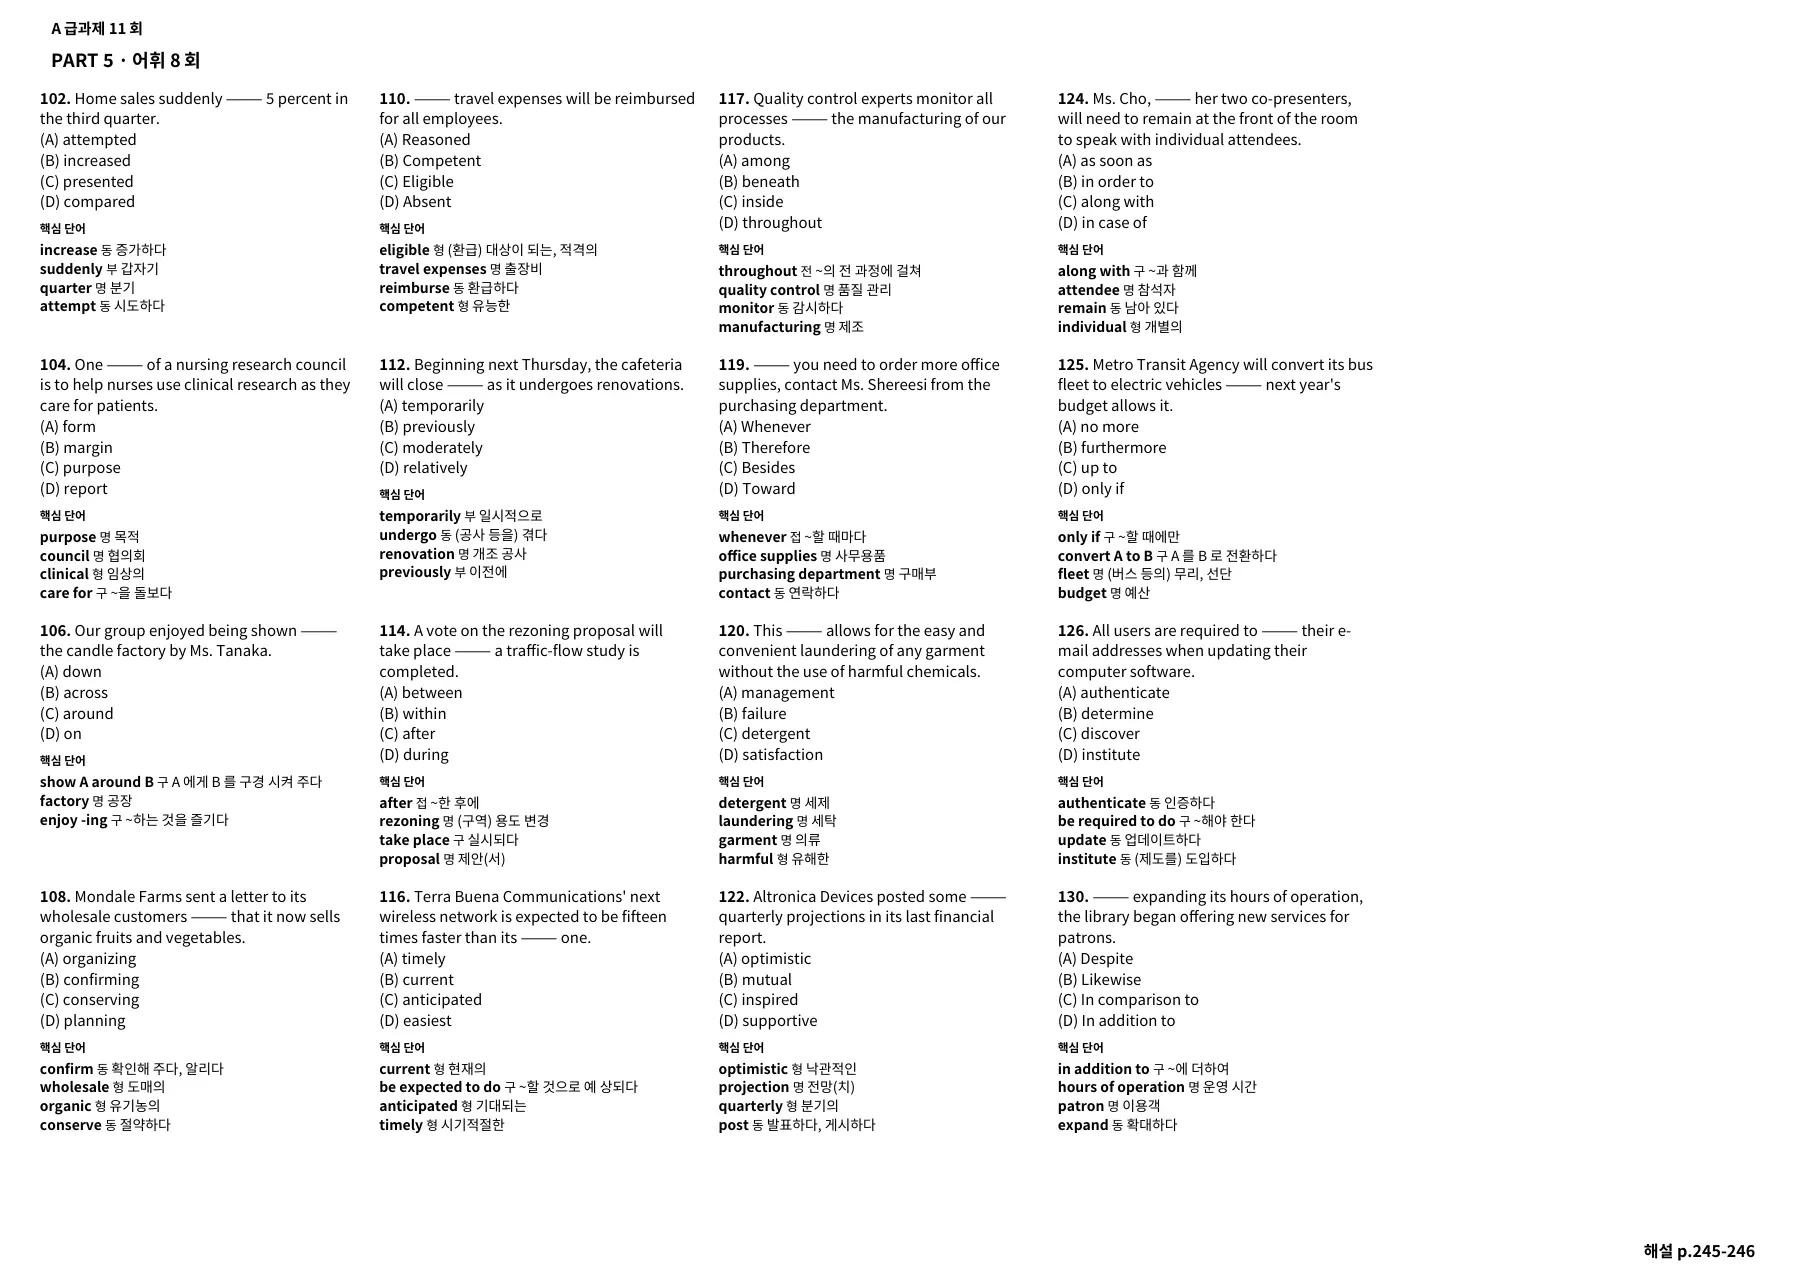 A 급과제 11 회
PART 5 · 어휘 8 회
102. Home sales suddenly —— 5 percent in
the third quarter.
(A) attempted
(B) increased
(C) presented
(D) compared
핵심 단어
increase 동 증가하다
suddenly 부 갑자기
quarter 명 분기
attempt 동 시도하다
104. One —— of a nursing research council
is to help nurses use clinical research as they
care for patients.
(A) form
(B) margin
(C) purpose
(D) report
핵심 단어
purpose 명 목적
council 명 협의회
clinical 형 임상의
care for 구 ~을 돌보다
106. Our group enjoyed being shown ——
the candle factory by Ms. Tanaka.
(A) down
(B) across
(C) around
(D) on
핵심 단어
show A around B 구 A 에게 B 를 구경 시켜 주다
factory 명 공장
enjoy -ing 구 ~하는 것을 즐기다
108. Mondale Farms sent a letter to its
wholesale customers —— that it now sells
organic fruits and vegetables.
(A) organizing
(B) confirming
(C) conserving
(D) planning
핵심 단어
confirm 동 확인해 주다, 알리다
wholesale 형 도매의
organic 형 유기농의
conserve 동 절약하다
110. —— travel expenses will be reimbursed
for all employees.
(A) Reasoned
(B) Competent
(C) Eligible
(D) Absent
핵심 단어
eligible 형 (환급) 대상이 되는, 적격의
travel expenses 명 출장비
reimburse 동 환급하다
competent 형 유능한
112. Beginning next Thursday, the cafeteria
will close —— as it undergoes renovations.
(A) temporarily
(B) previously
(C) moderately
(D) relatively
핵심 단어
temporarily 부 일시적으로
undergo 동 (공사 등을) 겪다
renovation 명 개조 공사
previously 부 이전에
114. A vote on the rezoning proposal will
take place —— a traffic-flow study is
completed.
(A) between
(B) within
(C) after
(D) during
핵심 단어
after 접 ~한 후에
rezoning 명 (구역) 용도 변경
take place 구 실시되다
proposal 명 제안(서)
116. Terra Buena Communications' next
wireless network is expected to be fifteen
times faster than its —— one.
(A) timely
(B) current
(C) anticipated
(D) easiest
핵심 단어
current 형 현재의
be expected to do 구 ~할 것으로 예 상되다
anticipated 형 기대되는
timely 형 시기적절한
117. Quality control experts monitor all
processes —— the manufacturing of our
products.
(A) among
(B) beneath
(C) inside
(D) throughout
핵심 단어
throughout 전 ~의 전 과정에 걸쳐
quality control 명 품질 관리
monitor 동 감시하다
manufacturing 명 제조
119. —— you need to order more office
supplies, contact Ms. Shereesi from the
purchasing department.
(A) Whenever
(B) Therefore
(C) Besides
(D) Toward
핵심 단어
whenever 접 ~할 때마다
office supplies 명 사무용품
purchasing department 명 구매부
contact 동 연락하다
120. This —— allows for the easy and
convenient laundering of any garment
without the use of harmful chemicals.
(A) management
(B) failure
(C) detergent
(D) satisfaction
핵심 단어
detergent 명 세제
laundering 명 세탁
garment 명 의류
harmful 형 유해한
122. Altronica Devices posted some ——
quarterly projections in its last financial
report.
(A) optimistic
(B) mutual
(C) inspired
(D) supportive
핵심 단어
optimistic 형 낙관적인
projection 명 전망(치)
quarterly 형 분기의
post 동 발표하다, 게시하다
124. Ms. Cho, —— her two co-presenters,
will need to remain at the front of the room
to speak with individual attendees.
(A) as soon as
(B) in order to
(C) along with
(D) in case of
핵심 단어
along with 구 ~과 함께
attendee 명 참석자
remain 동 남아 있다
individual 형 개별의
125. Metro Transit Agency will convert its bus
fleet to electric vehicles —— next year's
budget allows it.
(A) no more
(B) furthermore
(C) up to
(D) only if
핵심 단어
only if 구 ~할 때에만
convert A to B 구 A 를 B 로 전환하다
fleet 명 (버스 등의) 무리, 선단
budget 명 예산
126. All users are required to —— their e-
mail addresses when updating their
computer software.
(A) authenticate
(B) determine
(C) discover
(D) institute
핵심 단어
authenticate 동 인증하다
be required to do 구 ~해야 한다
update 동 업데이트하다
institute 동 (제도를) 도입하다
130. —— expanding its hours of operation,
the library began offering new services for
patrons.
(A) Despite
(B) Likewise
(C) In comparison to
(D) In addition to
핵심 단어
in addition to 구 ~에 더하여
hours of operation 명 운영 시간
patron 명 이용객
expand 동 확대하다
해설 p.245-246